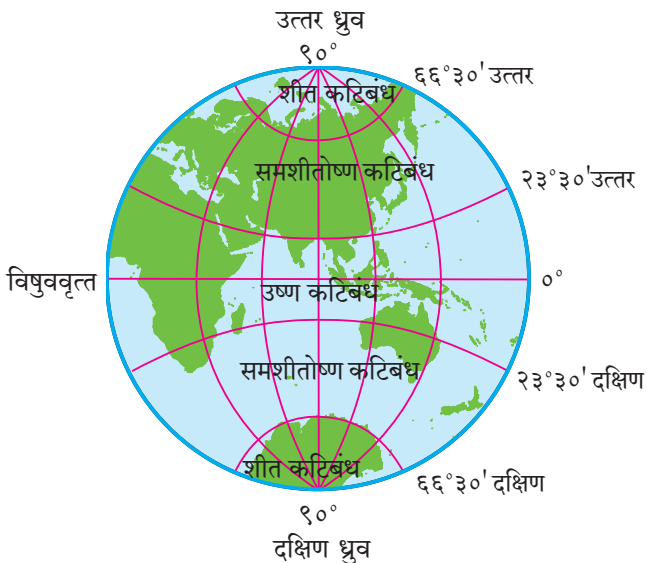 उत्तर ध्रुव
९०°
६६°३०' उत्तर
शीत कटिबंध
समशीतोष्ण कटिबंध
२३°३०'उत्तर
विषुववृत्त
०°
उष्ण कटिबंध
समशीतोष्ण कटिबंध
२३°३०' दक्षिण
शीत कटिबंध
६६°३०' दक्षिण
९०°
दक्षिण ध्रुव